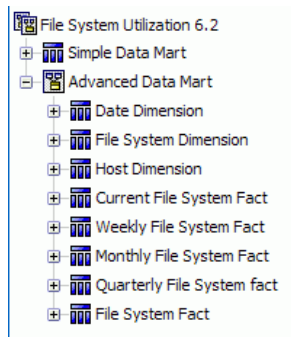 File System Utilization 6.2
Simple Data Mart
Advanced Data Mart
Date Dimension
File System Dimension
Host Dimension
Current File System Fact
Weekly File System Fact
Monthly File System Fact
Quarterly File System fact
File System Fact